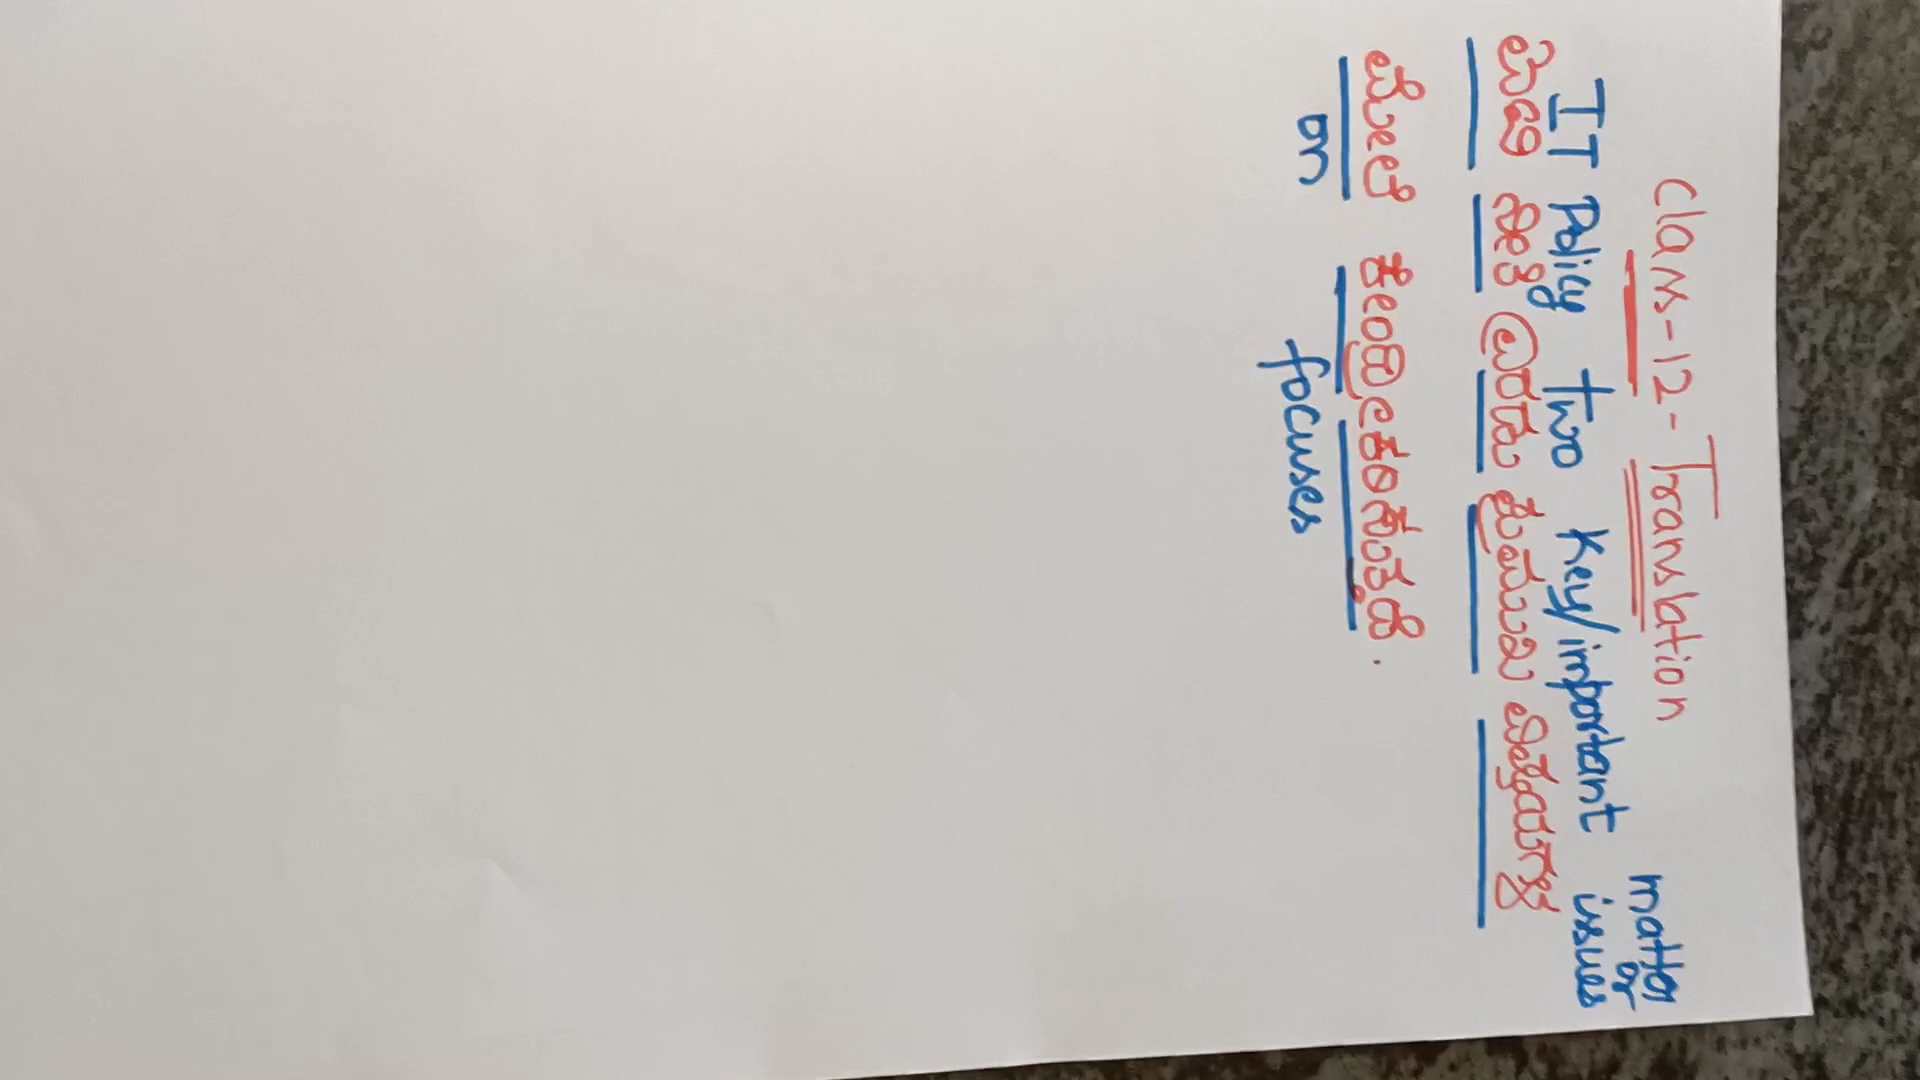 Class-12-Translation
matter or
IT Policy two Key/important issues
ಐಟಿ ನೀತಿ ಎರಡು ಪ್ರಮುಖ ವಿಷಯಗಳ
ಮೇಲೆ ಕೇಂದ್ರೀಕರಿಸುತ್ತದೆ.
on focuses